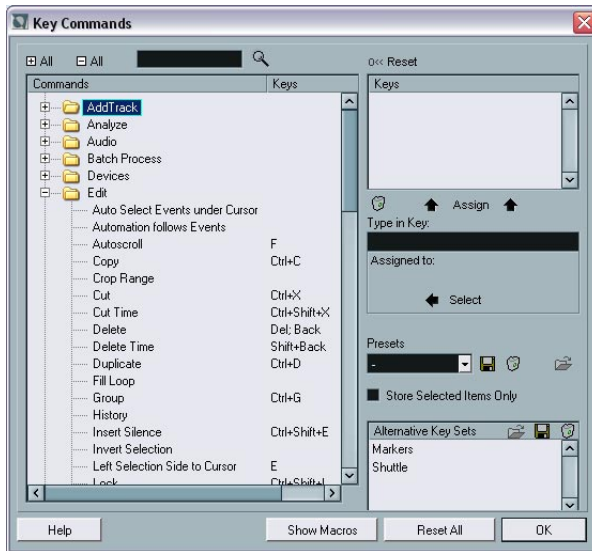 Key Commands
All All
Reset
Commands Keys
AddTrack
Analyze
Audio
Batch Process
Devices
Edit
Auto Select Events under Cursor
Automation follows Events
Autoscroll F
Copy Ctrl+C
Crop Range
Cut Ctrl+X
Cut Time Ctrl+Shift+X
Delete Del; Back
Delete Time Shift+Back
Duplicate Ctrl+D
Fill Loop
Group Ctrl+G
History
Insert Silence Ctrl+Shift+E
Invert Selection
Left Selection Side to Cursor E
Lock Ctrl+Shift+L
Keys
Assign
Type in Key:
Assigned to:
Select
Presets
-
Store Selected Items Only
Alternative Key Sets
Markers
Shuttle
Help Show Macros Reset All OK